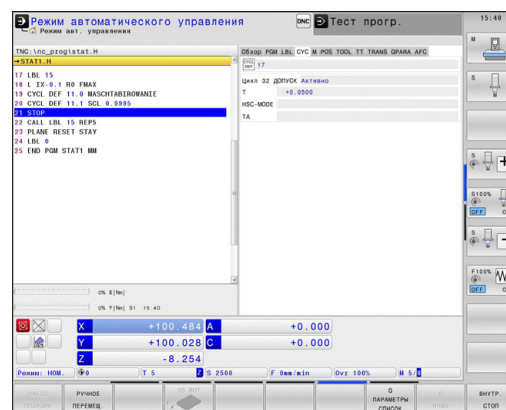 Режим автоматического управления
Режим авт. управления
DNC
Тест прогр.
15:40
TNC:\nc_prog\stat.H
→STAT1.H
17 LBL 15
18 L IX-0.1 R0 FMAX
19 CYCL DEF 11.0 MASCHTABIROWANIE
20 CYCL DEF 11.1 SCL 0.9995
21 STOP
22 CALL LBL 15 REP5
23 PLANE RESET STAY
24 LBL 0
25 END PGM STAT1 MM
Обзор PGM LBL CYC M POS TOOL TT TRANS QPARA AFC
17
Цикл 32 ДОПУСК Активно
T +0.0500
HSC-MODE
TA
M
S
S
S100%
OFF
S
F100%
OFF
0% X[Nm]
0% Y[Nm] S1 15:40
X +100.484 A +0.000
Y +100.028 C +0.000
Z -8.254
Режим: НОМ. 0 T 5 Z S 2500 F 0mm/min Ovr 100% M 5/
РУЧНОЕ ПЕРЕМЕЩ.
3D ROT
Q ПАРАМЕТРЫ СПИСОК
ВНУТР. СТОП